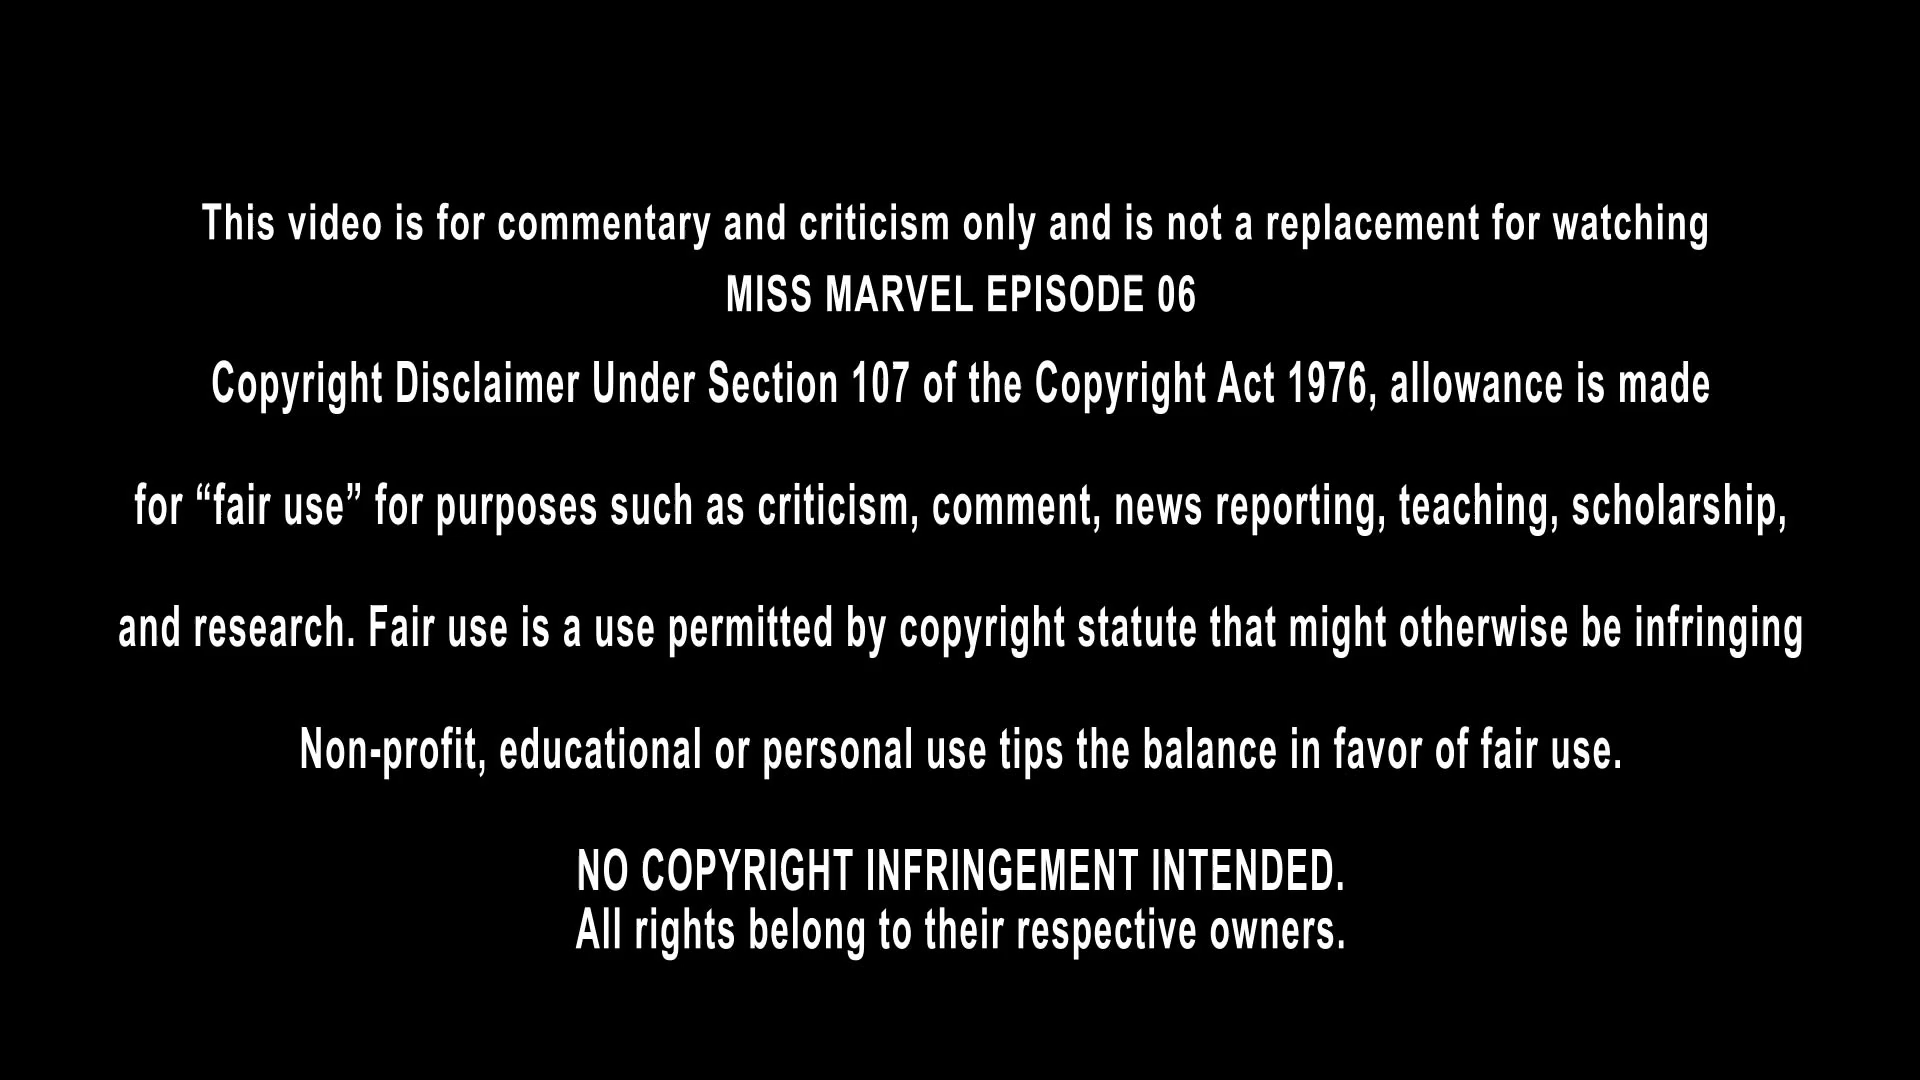 This video is for commentary and criticism only and is not a replacement for watching
MISS MARVEL EPISODE 06
Copyright Disclaimer Under Section 107 of the Copyright Act 1976, allowance is made
for “fair use” for purposes such as criticism, comment, news reporting, teaching, scholarship,
and research. Fair use is a use permitted by copyright statute that might otherwise be infringing
Non-profit, educational or personal use tips the balance in favor of fair use.
NO COPYRIGHT INFRINGEMENT INTENDED.
All rights belong to their respective owners.